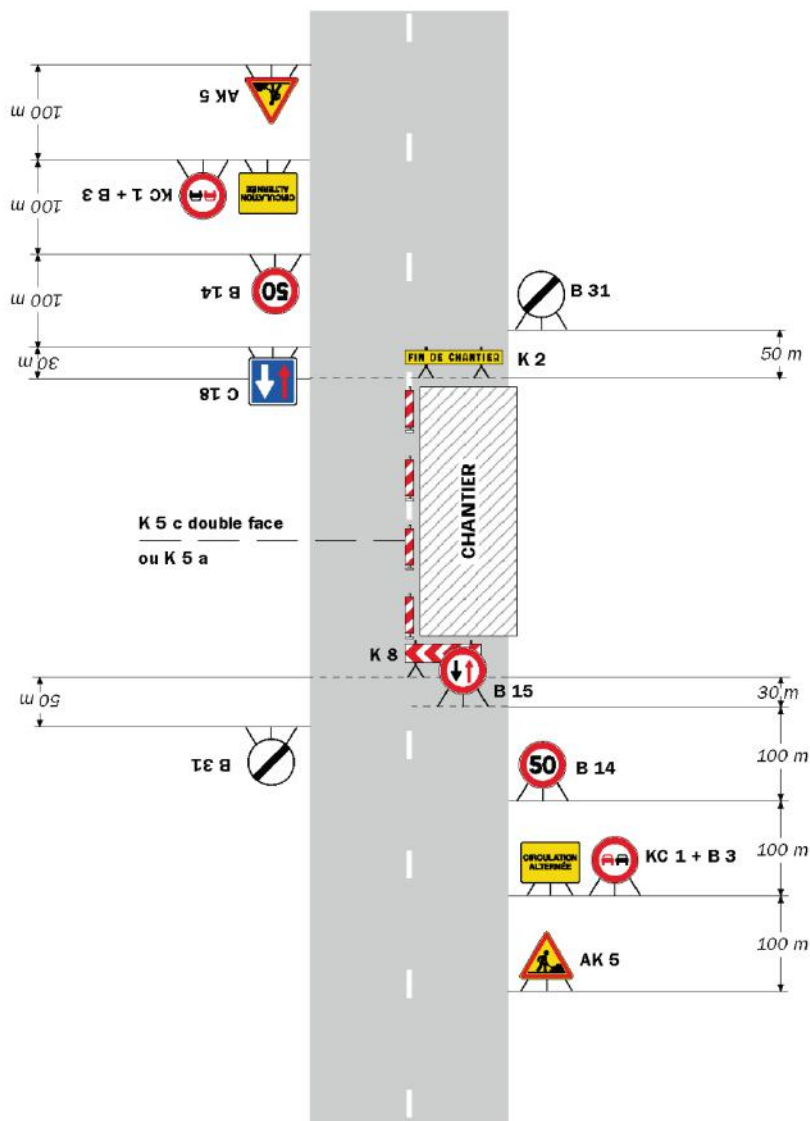 100 m
AK 5
100 m
KC 1 + B 3
CIRCULATION
ALTERNÉE
100 m
B 14
50
B 31
30 m
C 18
FIN DE CHANTIER
K 2
50 m
CHANTIER
K 5 c double face
ou K 5 a
K 8
B 15
30 m
50 m
B 31
50
B 14
100 m
CIRCULATION
ALTERNÉE
KC 1 + B 3
100 m
AK 5
100 m